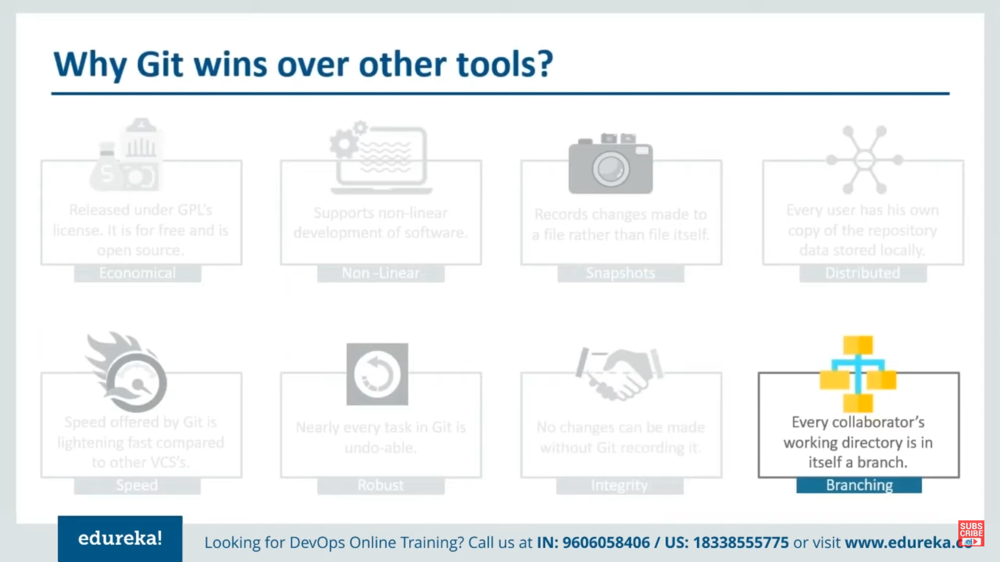 Why Git wins over other tools?
Released under GPL's
license. It is for free and is
open source.
Economical
Supports non-linear
development of software.
Non -Linear
Records changes made to
a file rather than file itself.
Snapshots
Every user has his own
copy of the repository
data stored locally.
Distributed
Speed offered by Git is
lightening fast compared
to other VCS's.
Speed
Nearly every task in Git is
undo-able.
Robust
No changes can be made
without Git recording it.
Integrity
Every collaborator's
working directory is in
itself a branch.
Branching
edureka!
Looking for DevOps Online Training? Call us at IN: 9606058406 / US: 18338555775 or visit www.edureka.co
SUBS
CRIBE
e!